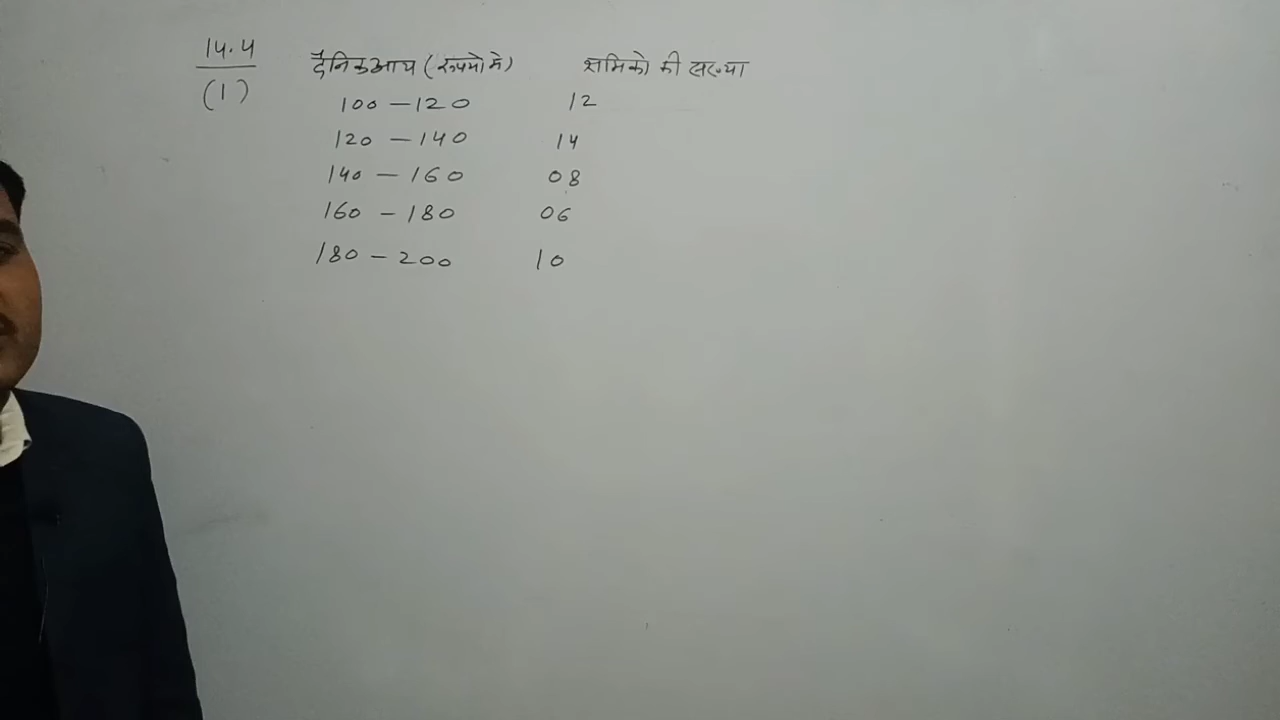 14.4 दैनिक आय (रूपयो मे) श्रमिको की संख्या
(1) 100 – 120 12
120 – 140 14
140 – 160 08
160 – 180 06
180 – 200 10